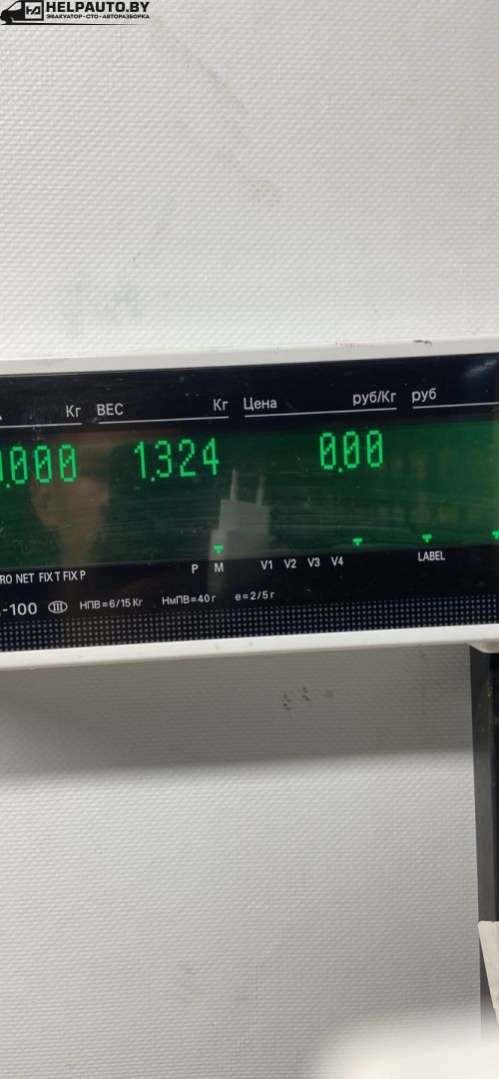 HELPAUTO.BY
ЭВАКУАТОР-СТО-АВТОРАЗБОРКА
Кг ВЕС Кг Цена руб/Кг руб
.000 1.324 0.00
P M V1 V2 V3 V4 LABEL
RO NET FIX T FIX P
-100 III НПВ=6/15 Кг НмПВ=40 г e=2/5 г